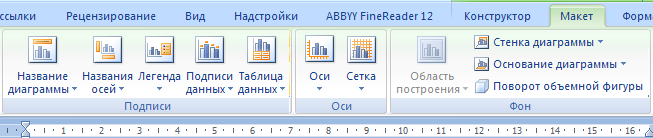 ссылки Рецензирование Вид Надстройки ABBYY FineReader 12 Конструктор Макет Форм
Название диаграммы Названия осей Легенда Подписи данных Таблица данных Оси Сетка Область построения Стенка диаграммы
Основание диаграммы
Поворот объемной фигуры
Подписи Оси Фон
1 1 2 3 4 5 6 7 8 9 10 11 12 13 14 15 16